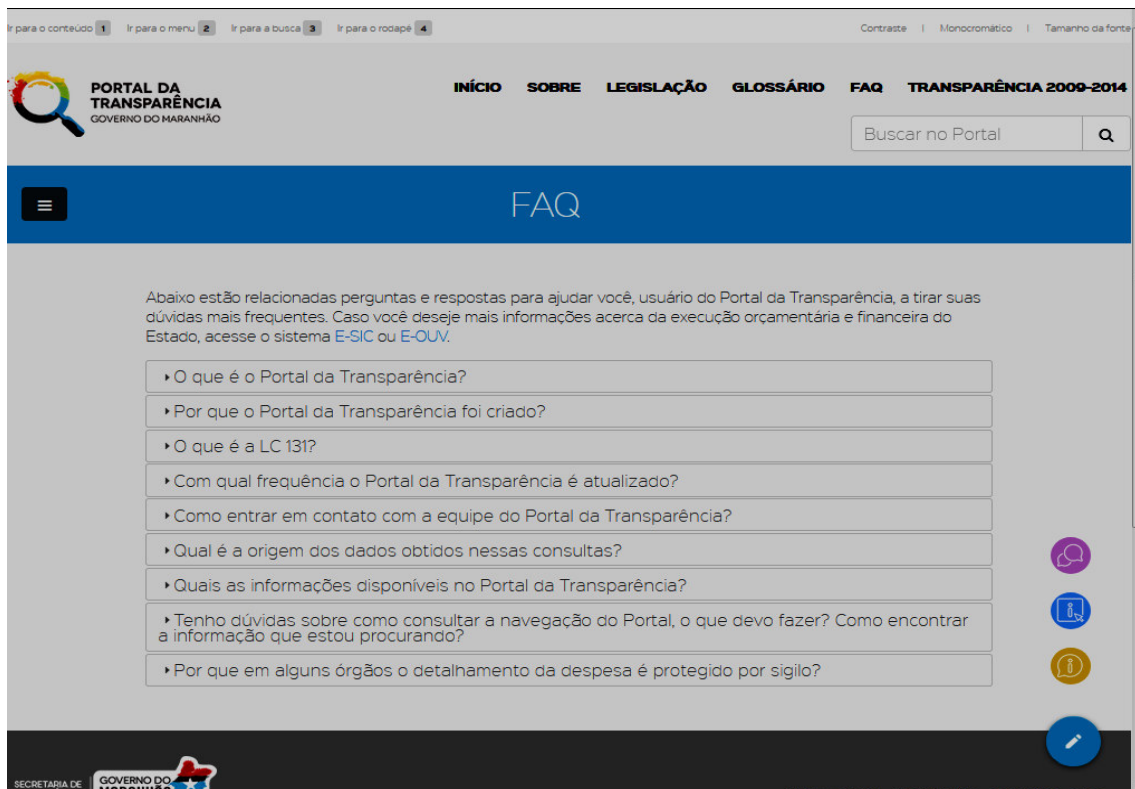 Ir para o conteúdo 1 Ir para o menu 2 Ir para a busca 3 Ir para o rodapé 4 Contraste | Monocromático | Tamanho da fonte
PORTAL DA
TRANSPARÊNCIA
GOVERNO DO MARANHÃO
INÍCIO SOBRE LEGISLAÇÃO GLOSSÁRIO FAQ TRANSPARÊNCIA 2009-2014
Buscar no Portal
FAQ
Abaixo estão relacionadas perguntas e respostas para ajudar você, usuário do Portal da Transparência, a tirar suas
dúvidas mais frequentes. Caso você deseje mais informações acerca da execução orçamentária e financeira do
Estado, acesse o sistema E-SIC ou E-OUV.
O que é o Portal da Transparência?
Por que o Portal da Transparência foi criado?
O que é a LC 131?
Com qual frequência o Portal da Transparência é atualizado?
Como entrar em contato com a equipe do Portal da Transparência?
Qual é a origem dos dados obtidos nessas consultas?
Quais as informações disponíveis no Portal da Transparência?
Tenho dúvidas sobre como consultar a navegação do Portal, o que devo fazer? Como encontrar
a informação que estou procurando?
Por que em alguns órgãos o detalhamento da despesa é protegido por sigilo?
SECRETARIA DE
GOVERNO DO
MARANHÃO